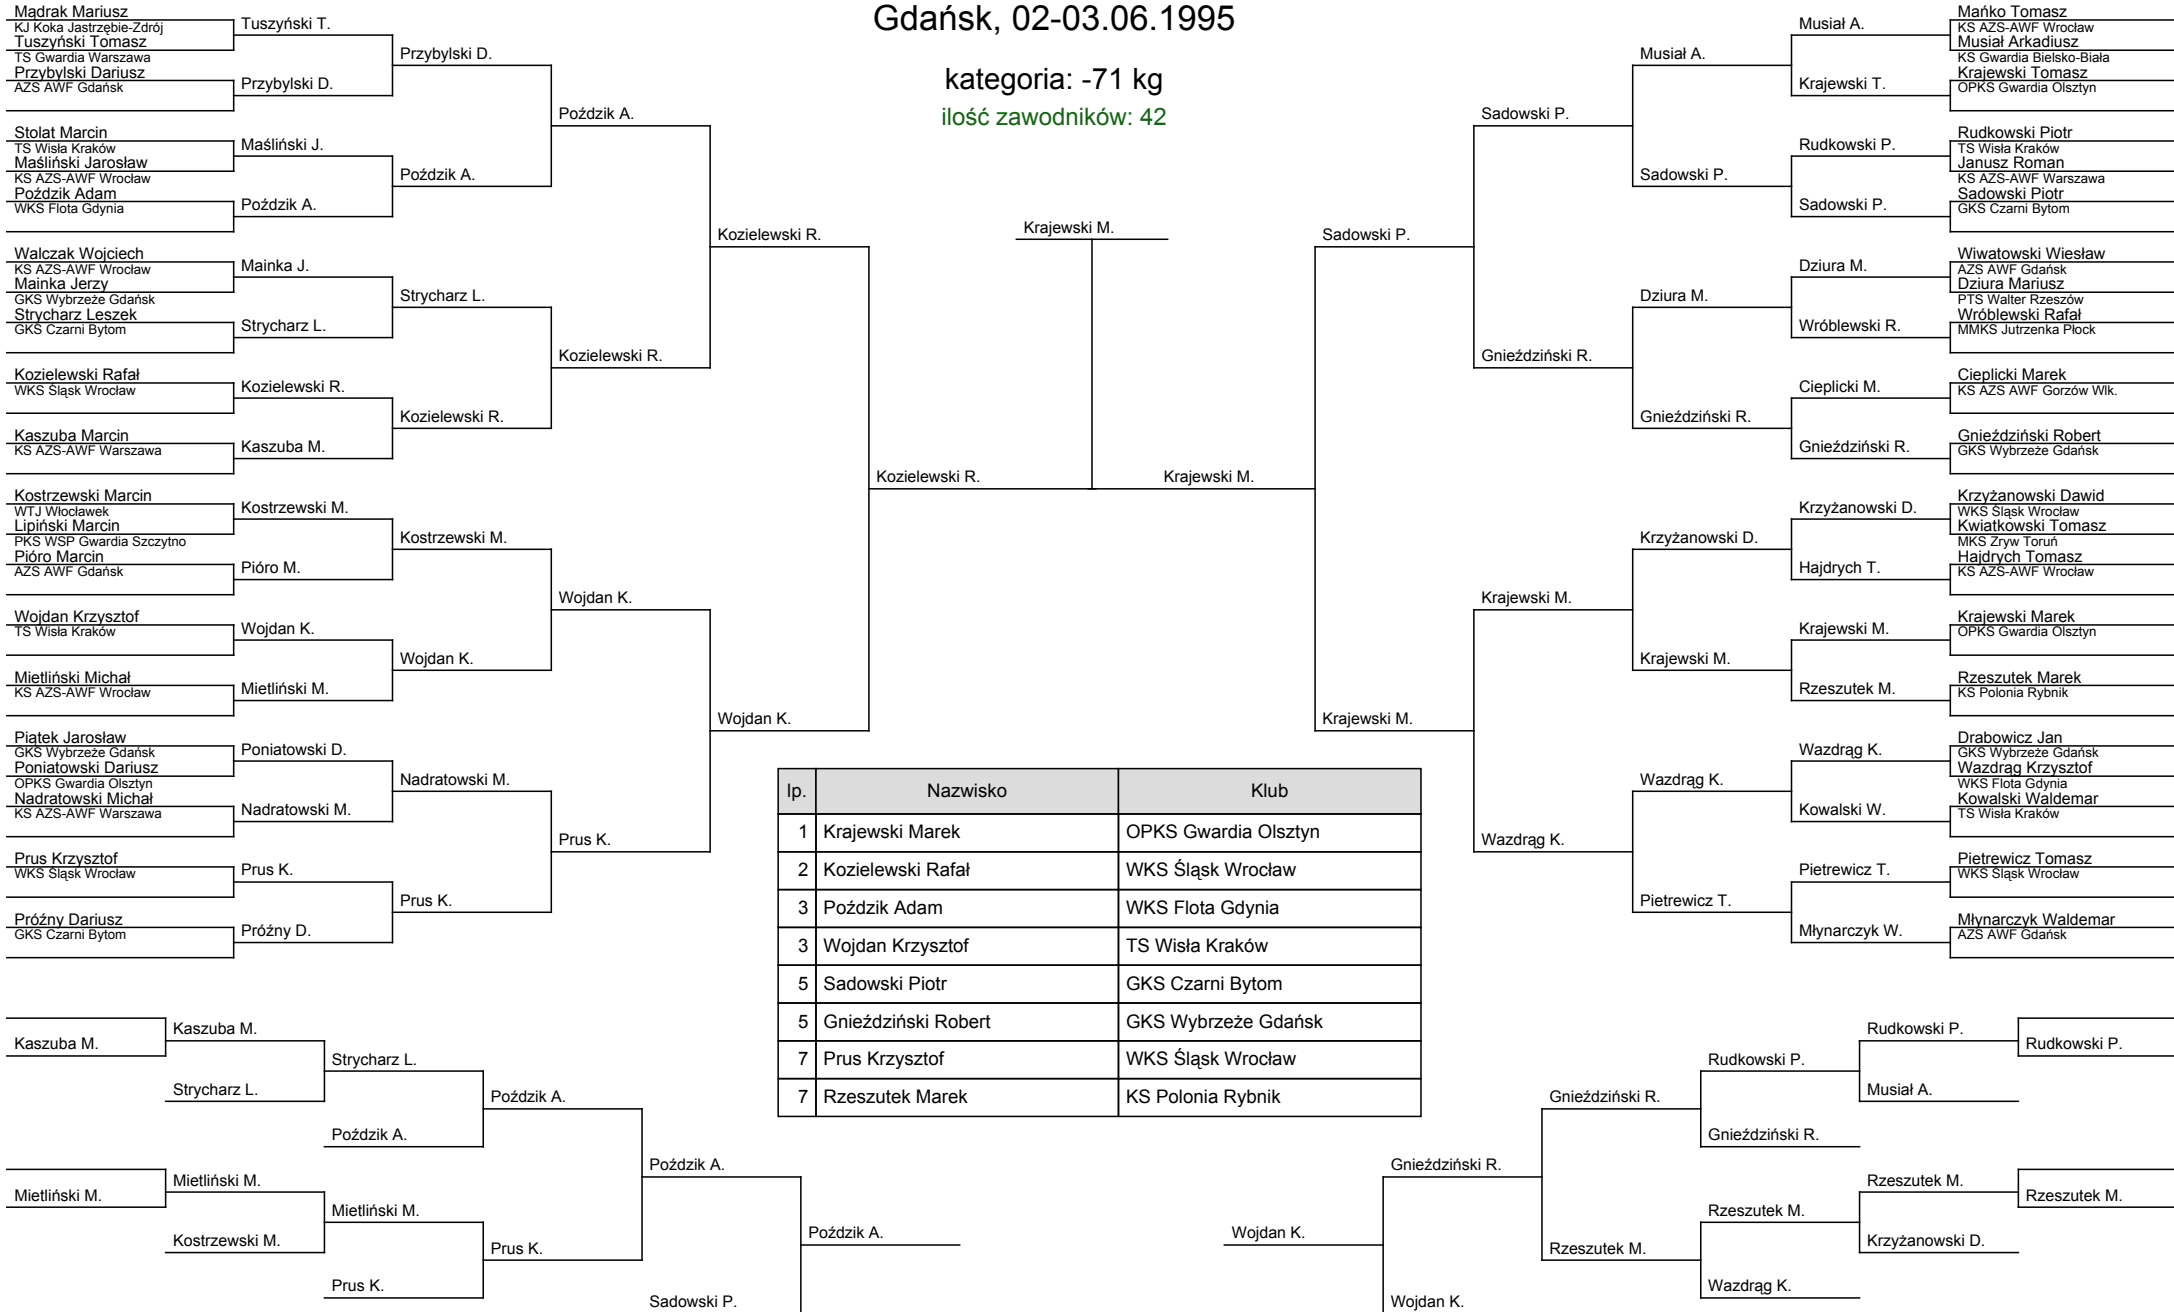 Gdańsk, 02-03.06.1995
kategoria: -71 kg
ilość zawodników: 42
Mądrak Mariusz
KJ Koka Jastrzębie-Zdrój
Tuszyński Tomasz
TS Gwardia Warszawa
Przybylski Dariusz
AZS AWF Gdańsk
Stolat Marcin
TS Wisła Kraków
Maśliński Jarosław
KS AZS-AWF Wrocław
Poździk Adam
WKS Flota Gdynia
Walczak Wojciech
KS AZS-AWF Wrocław
Mainka Jerzy
GKS Wybrzeże Gdańsk
Strycharz Leszek
GKS Czarni Bytom
Kozielewski Rafał
WKS Śląsk Wrocław
Kaszuba Marcin
KS AZS-AWF Warszawa
Kostrzewski Marcin
WTJ Włocławek
Lipiński Marcin
PKS WSP Gwardia Szczytno
Pióro Marcin
AZS AWF Gdańsk
Wojdan Krzysztof
TS Wisła Kraków
Mietliński Michał
KS AZS-AWF Wrocław
Piątek Jarosław
GKS Wybrzeże Gdańsk
Poniatowski Dariusz
OPKS Gwardia Olsztyn
Nadratowski Michał
KS AZS-AWF Warszawa
Prus Krzysztof
WKS Śląsk Wrocław
Próżny Dariusz
GKS Czarni Bytom
Tuszyński T.
Przybylski D.
Maśliński J.
Poździk A.
Mainka J.
Strycharz L.
Kozielewski R.
Kaszuba M.
Kostrzewski M.
Pióro M.
Wojdan K.
Mietliński M.
Poniatowski D.
Nadratowski M.
Prus K.
Próżny D.
Przybylski D.
Poździk A.
Strycharz L.
Kozielewski R.
Kostrzewski M.
Wojdan K.
Nadratowski M.
Prus K.
Poździk A.
Kozielewski R.
Wojdan K.
Prus K.
Kozielewski R.
Wojdan K.
Kozielewski R.
Krajewski M.
Krajewski M.
Sadowski P.
Krajewski M.
Sadowski P.
Gnieździński R.
Krajewski M.
Wazdrąg K.
Musiał A.
Sadowski P.
Dziura M.
Gnieździński R.
Krzyżanowski D.
Krajewski M.
Wazdrąg K.
Pietrewicz T.
Musiał A.
Krajewski T.
Rudkowski P.
Sadowski P.
Dziura M.
Wróblewski R.
Cieplicki M.
Gnieździński R.
Krzyżanowski D.
Hajdrych T.
Krajewski M.
Rzeszutek M.
Wazdrąg K.
Kowalski W.
Pietrewicz T.
Młynarczyk W.
Mańko Tomasz
KS AZS-AWF Wrocław
Musiał Arkadiusz
KS Gwardia Bielsko-Biała
Krajewski Tomasz
OPKS Gwardia Olsztyn
Rudkowski Piotr
TS Wisła Kraków
Janusz Roman
KS AZS-AWF Warszawa
Sadowski Piotr
GKS Czarni Bytom
Wiwatowski Wiesław
AZS AWF Gdańsk
Dziura Mariusz
PTS Walter Rzeszów
Wróblewski Rafał
MMKS Jutrzenka Płock
Cieplicki Marek
KS AZS AWF Gorzów Wlk.
Gnieździński Robert
GKS Wybrzeże Gdańsk
Krzyżanowski Dawid
WKS Śląsk Wrocław
Kwiatkowski Tomasz
MKS Zryw Toruń
Hajdrych Tomasz
KS AZS-AWF Wrocław
Krajewski Marek
OPKS Gwardia Olsztyn
Rzeszutek Marek
KS Polonia Rybnik
Drabowicz Jan
GKS Wybrzeże Gdańsk
Wazdrąg Krzysztof
WKS Flota Gdynia
Kowalski Waldemar
TS Wisła Kraków
Pietrewicz Tomasz
WKS Śląsk Wrocław
Młynarczyk Waldemar
AZS AWF Gdańsk
lp. Nazwisko Klub
1 Krajewski Marek OPKS Gwardia Olsztyn
2 Kozielewski Rafał WKS Śląsk Wrocław
3 Poździk Adam WKS Flota Gdynia
3 Wojdan Krzysztof TS Wisła Kraków
5 Sadowski Piotr GKS Czarni Bytom
5 Gnieździński Robert GKS Wybrzeże Gdańsk
7 Prus Krzysztof WKS Śląsk Wrocław
7 Rzeszutek Marek KS Polonia Rybnik
Kaszuba M.
Mietliński M.
Kaszuba M.
Strycharz L.
Mietliński M.
Kostrzewski M.
Strycharz L.
Poździk A.
Mietliński M.
Prus K.
Poździk A.
Prus K.
Poździk A.
Sadowski P.
Poździk A.
Wojdan K.
Gnieździński R.
Wojdan K.
Gnieździński R.
Rzeszutek M.
Rudkowski P.
Gnieździński R.
Rzeszutek M.
Wazdrąg K.
Rudkowski P.
Musiał A.
Rzeszutek M.
Krzyżanowski D.
Rudkowski P.
Rzeszutek M.